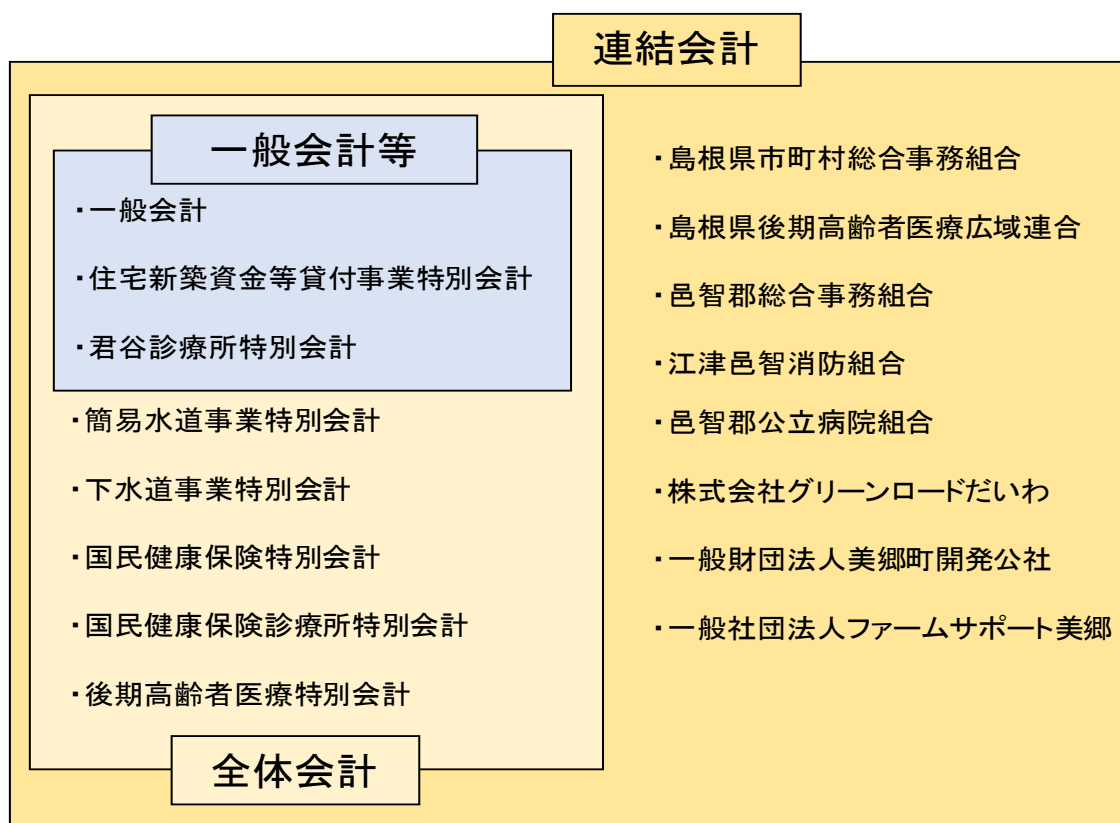 連結会計
一般会計等
・一般会計
・住宅新築資金等貸付事業特別会計
・君谷診療所特別会計
・簡易水道事業特別会計
・下水道事業特別会計
・国民健康保険特別会計
・国民健康保険診療所特別会計
・後期高齢者医療特別会計
全体会計
・島根県市町村総合事務組合
・島根県後期高齢者医療広域連合
・邑智郡総合事務組合
・江津邑智消防組合
・邑智郡公立病院組合
・株式会社グリーンロードだいわ
・一般財団法人美郷町開発公社
・一般社団法人ファームサポート美郷